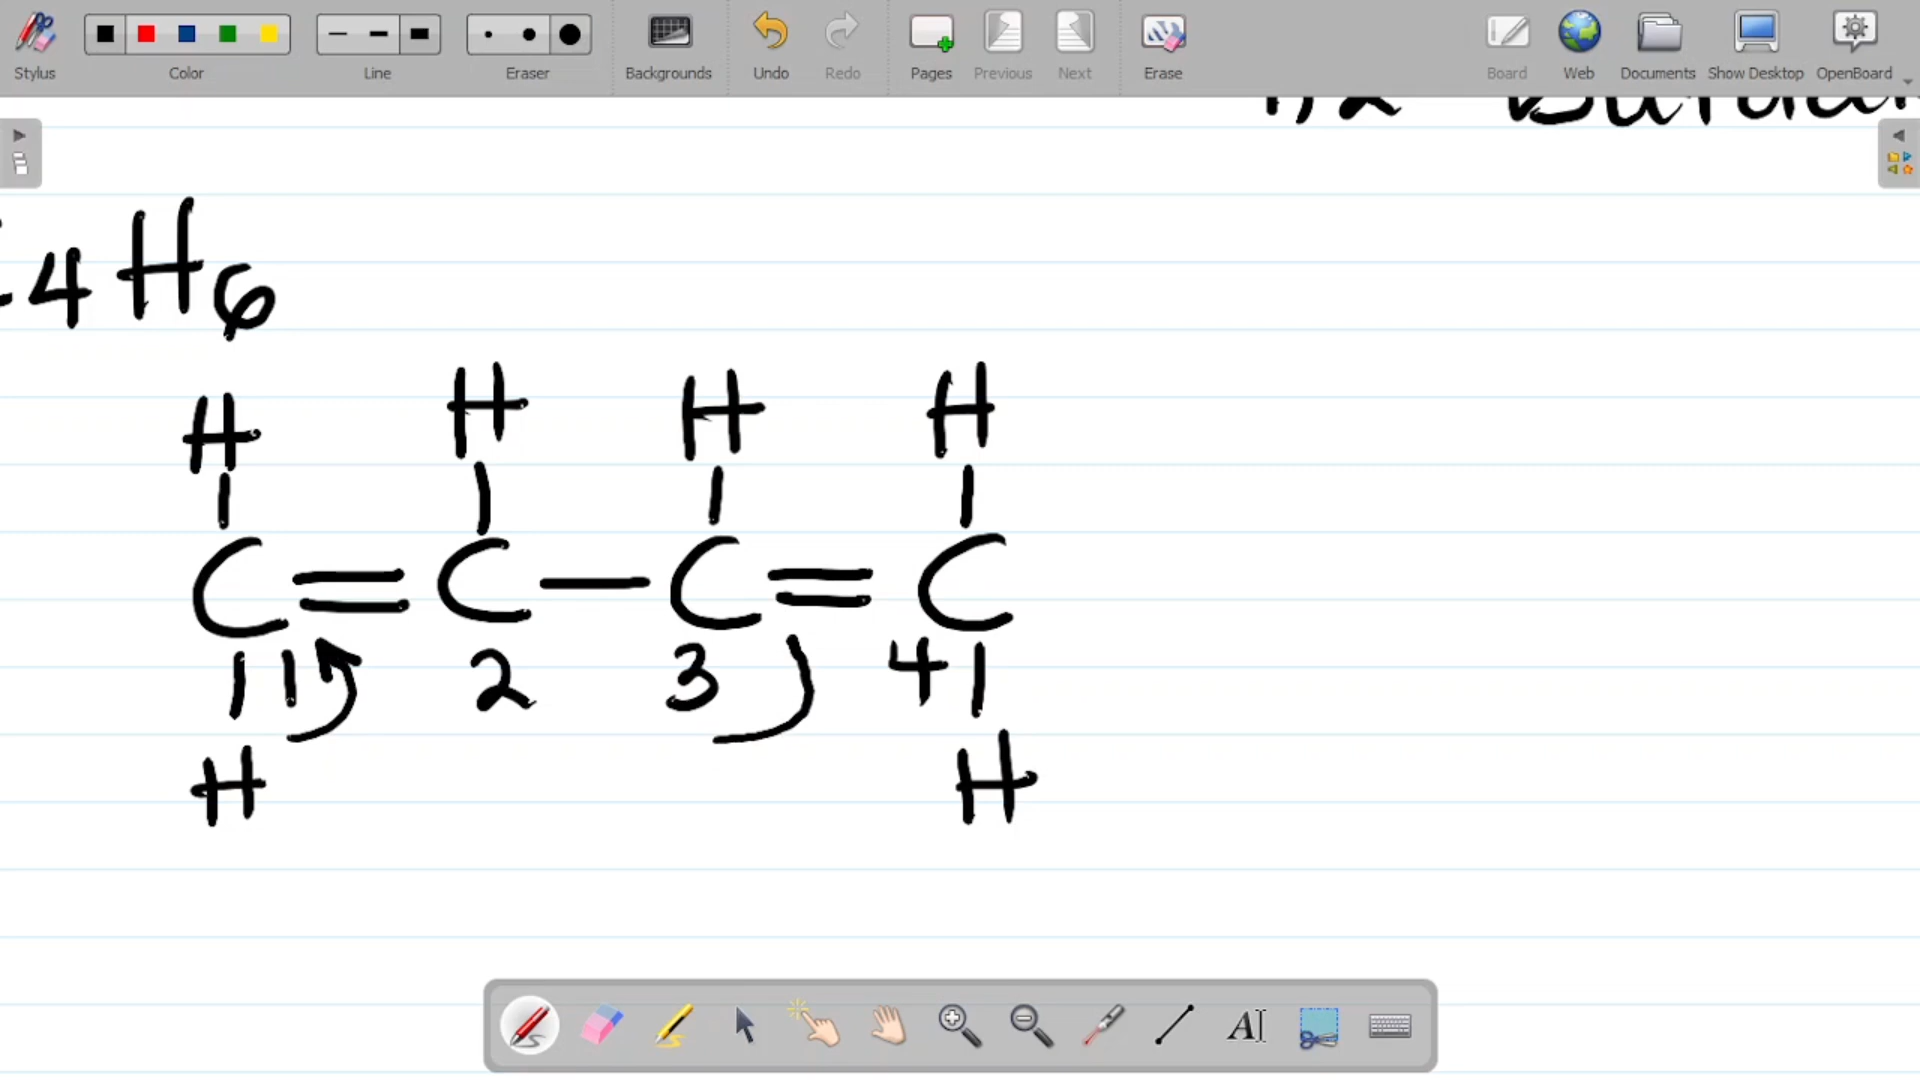 Stylus Color Line Eraser Backgrounds Undo Redo Pages Previous Next Erase Board Web Documents Show Desktop OpenBoard
4H6
H H H H
C = C — C = C
1 2 3 4
H H